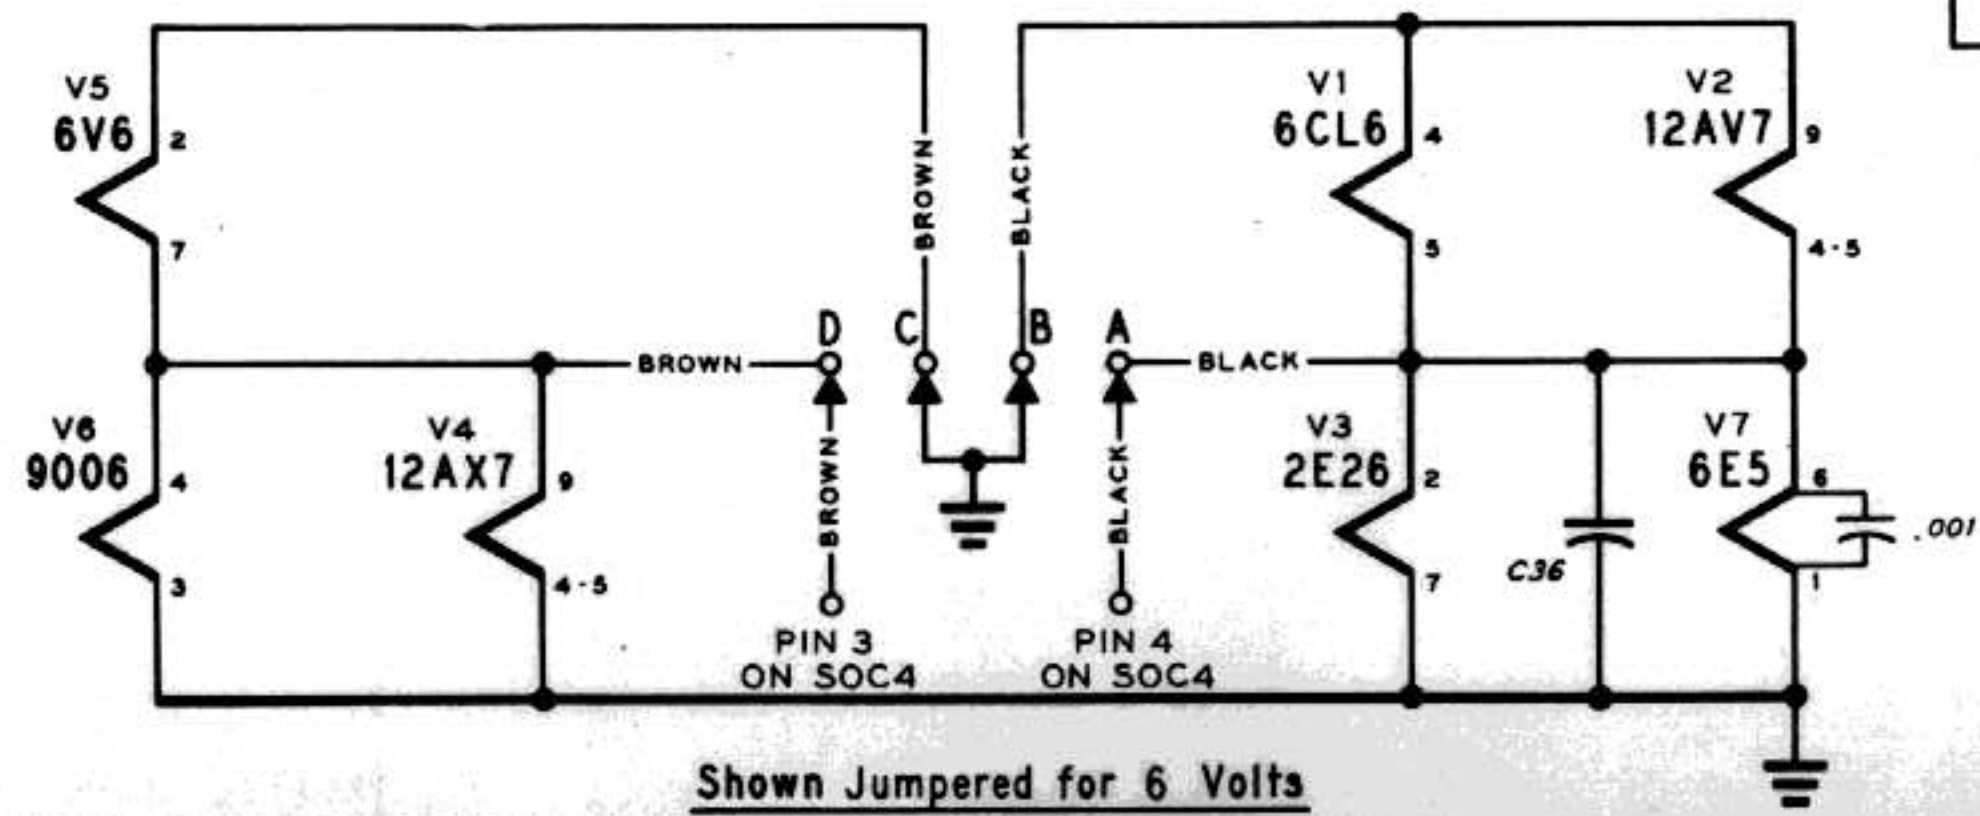 V5
6V6
2
7
BROWN
BLACK
V1
6CL6
4
5
V2
12AV7
9
4-5
D
C
B
A
BROWN
BLACK
V6
9006
4
3
V4
12AX7
9
4-5
BROWN
BLACK
V3
2E26
2
7
C36
V7
6E5
6
1
.001
PIN 3
ON SOC4
PIN 4
ON SOC4
Shown Jumpered for 6 Volts